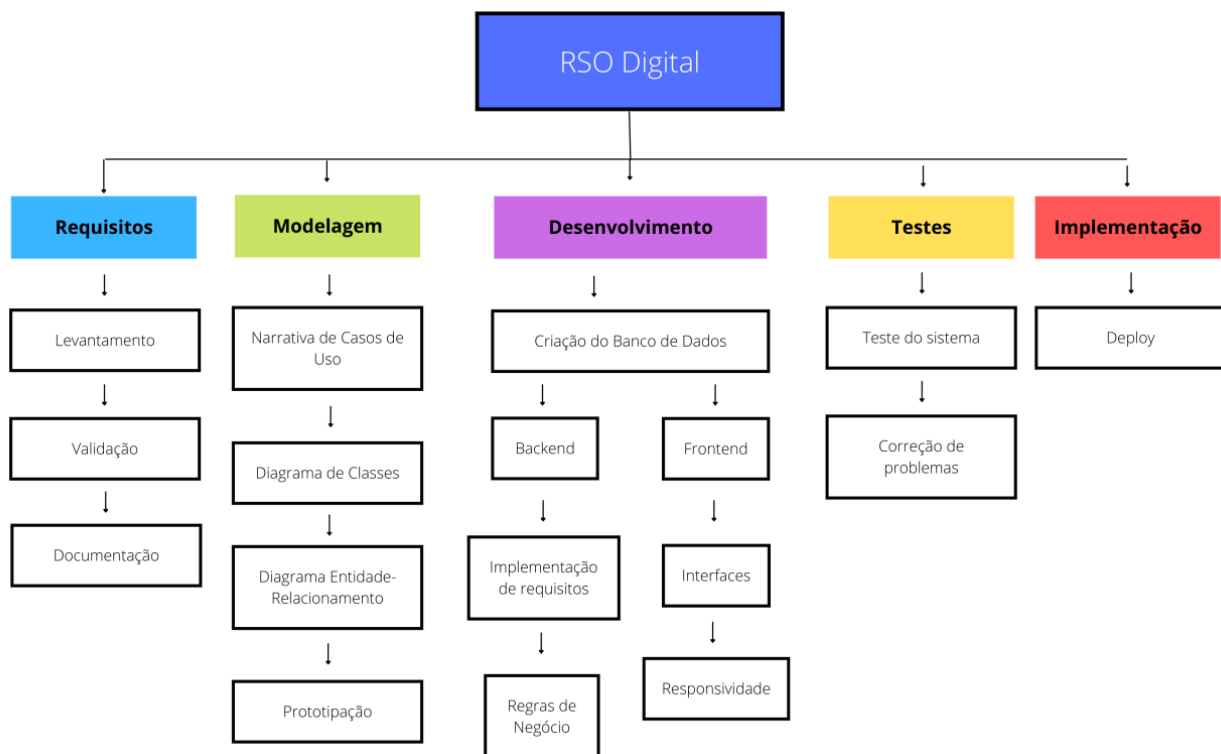 RSO Digital
Requisitos
Levantamento
Validação
Documentação
Modelagem
Narrativa de Casos de
Uso
Diagrama de Classes
Diagrama Entidade-
Relacionamento
Prototipação
Desenvolvimento
Criação do Banco de Dados
Backend
Implementação
de requisitos
Regras de
Negócio
Frontend
Interfaces
Responsividade
Testes
Teste do sistema
Correção de
problemas
Implementação
Deploy